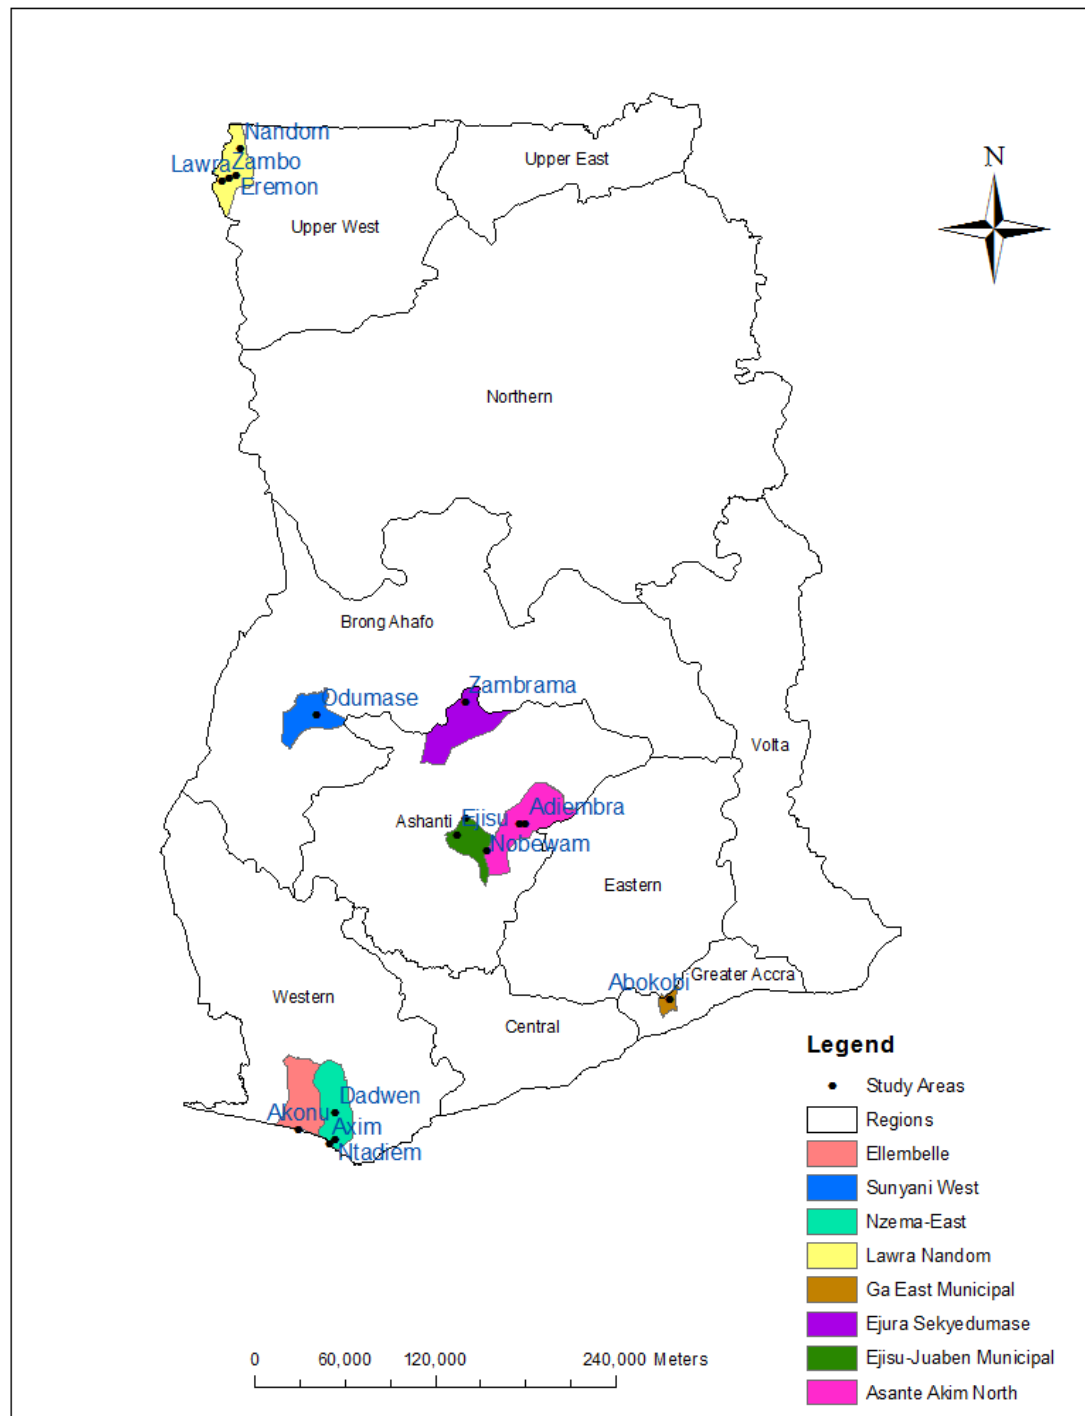 Nandom
Lawra
Zambo
Eremon
Upper East
Upper West
N
Northern
Brong Ahafo
Odumase
Zambrama
Volta
Ashanti
Ejisu
Adiembra
Nobewam
Eastern
Greater Accra
Abokobi
Western
Central
Akonu
Dadwen
Axim
Ntadiem
Legend
Study Areas
Regions
Ellembelle
Sunyani West
Nzema-East
Lawra Nandom
Ga East Municipal
Ejura Sekyedumase
Ejisu-Juaben Municipal
Asante Akim North
0 60,000 120,000 240,000 Meters